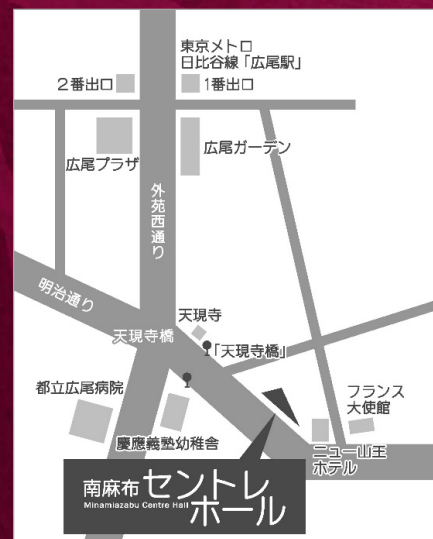 東京メトロ
日比谷線「広尾駅」
2番出口
1番出口
広尾プラザ
広尾ガーデン
外苑西通り
明治通り
天現寺
天現寺橋
「天現寺橋」
都立広尾病院
慶應義塾幼稚舎
フランス
大使館
ニュー山王
ホテル
南麻布 セントレ
Minamiazabu Centre Hall
ホール